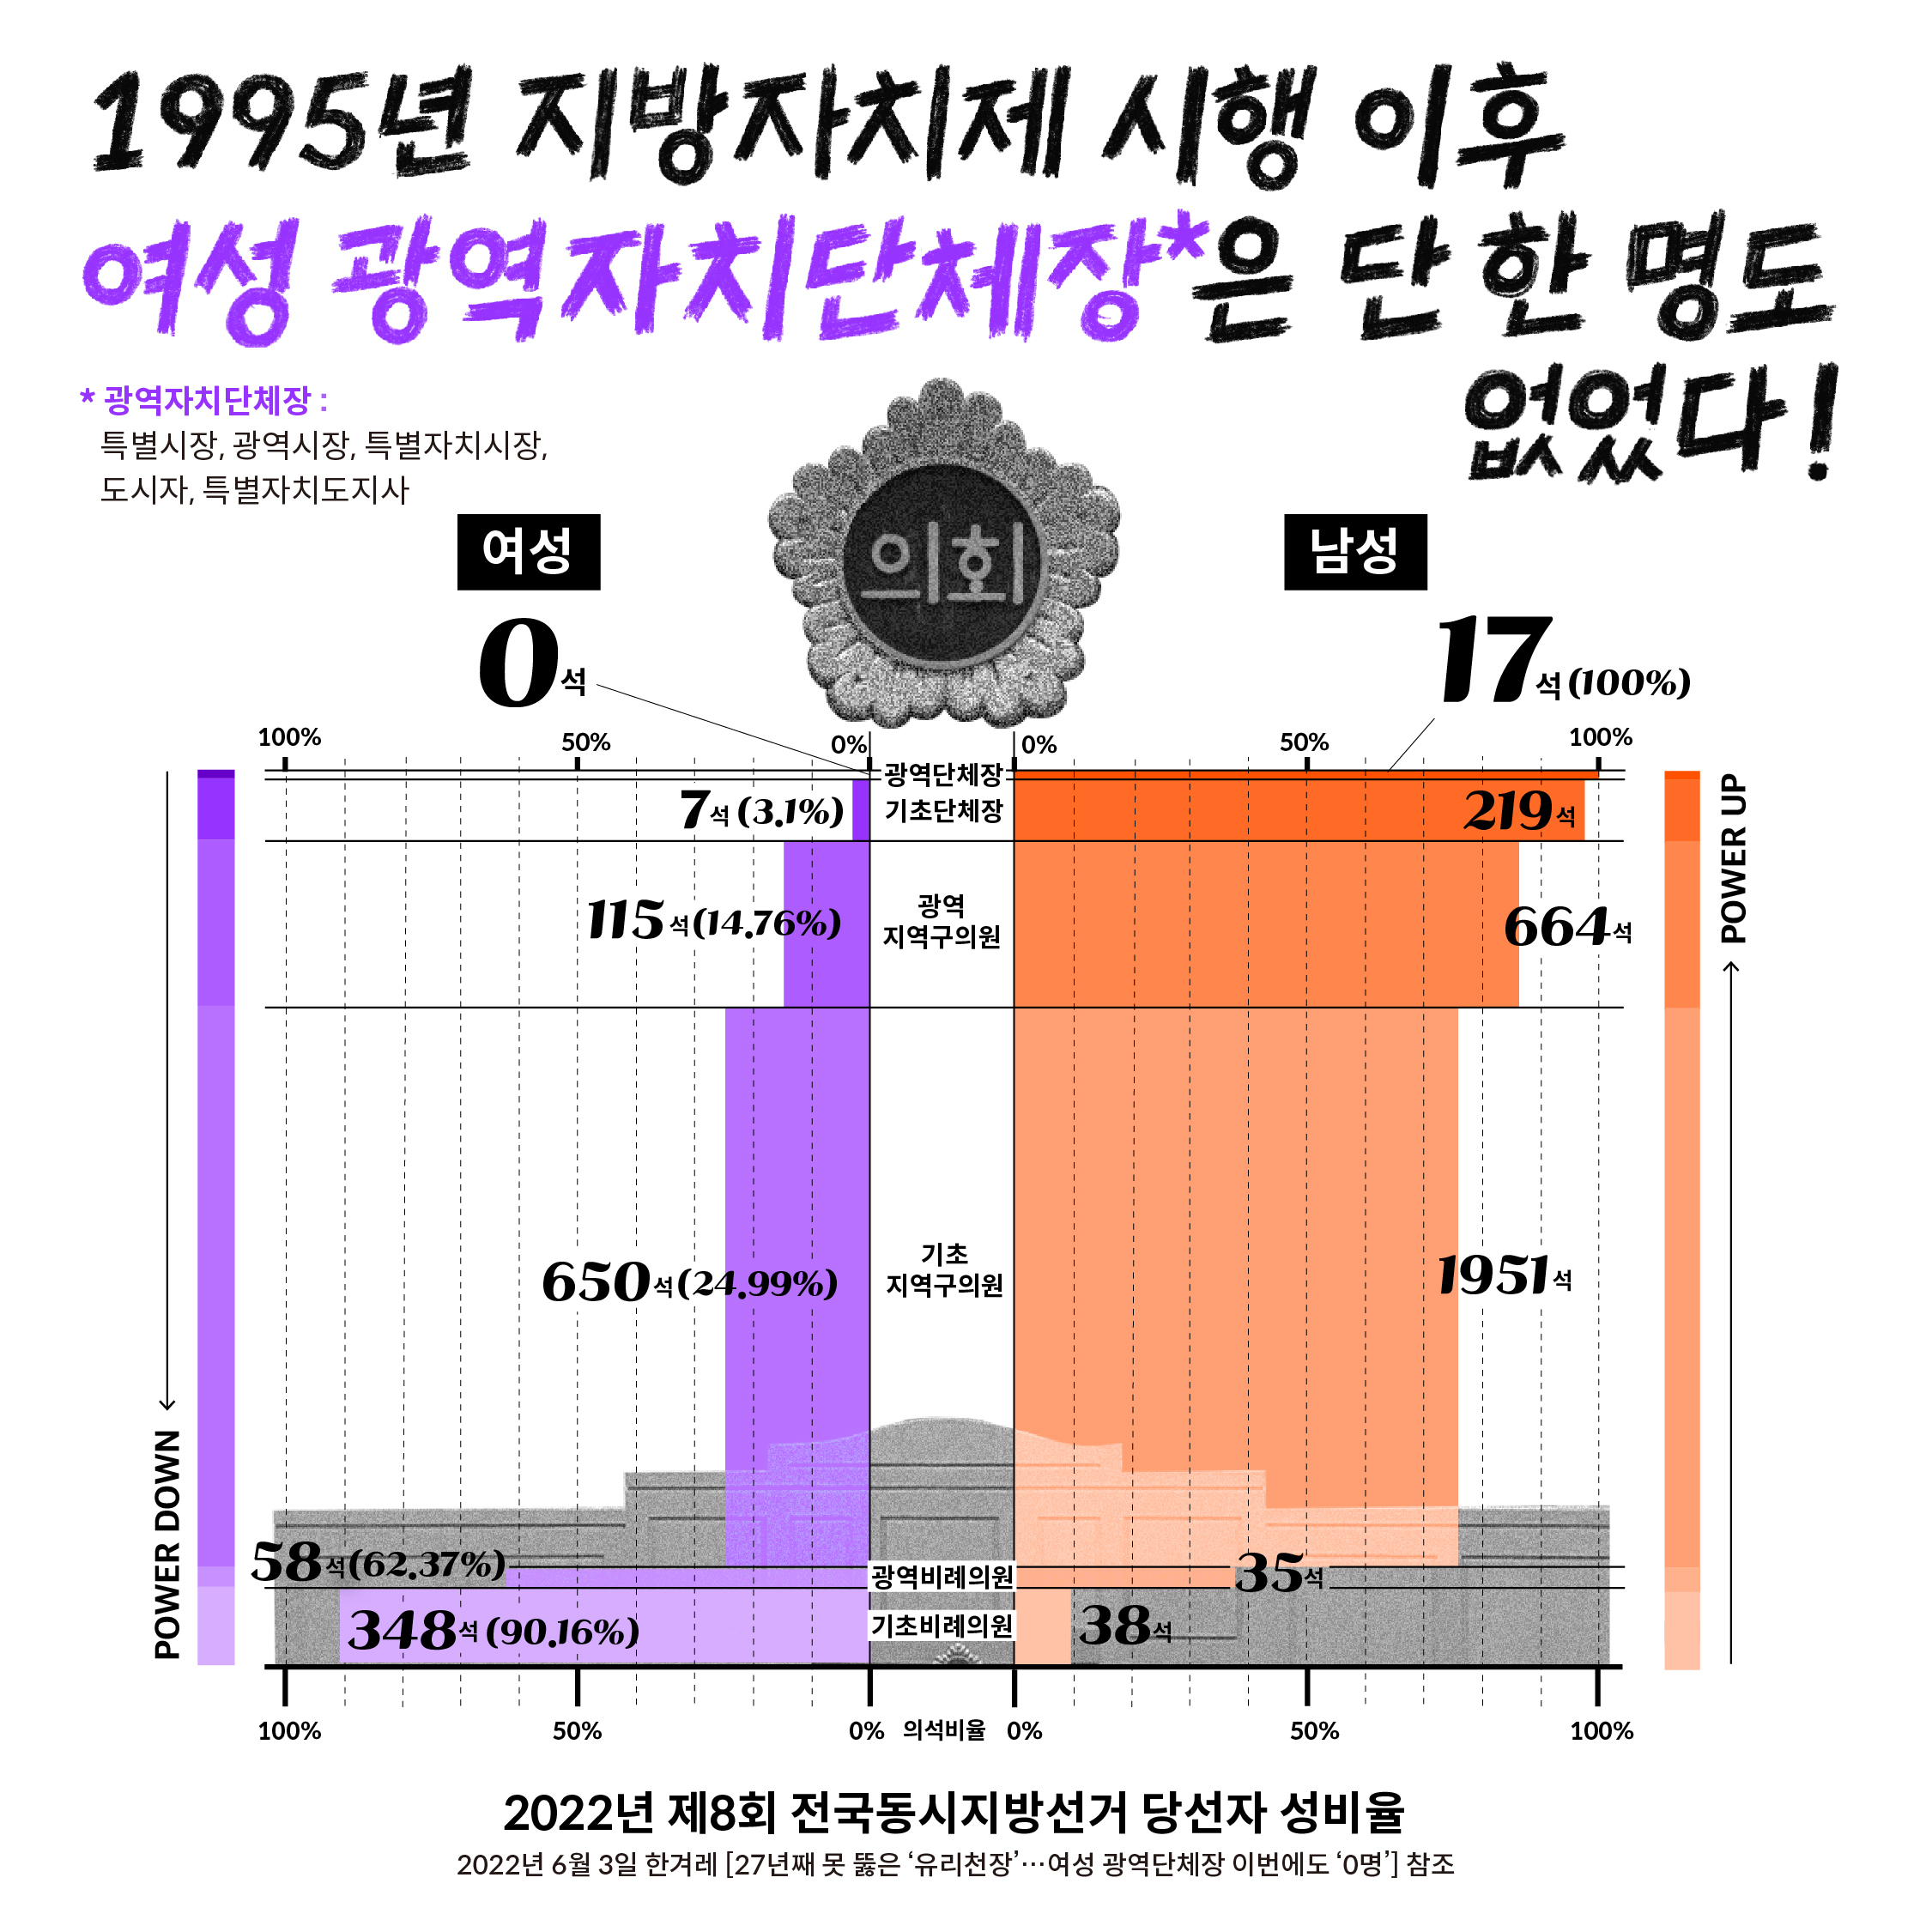 1995년 지방자치제 시행 이후
여성 광역자치단체장*은 단 한 명도
없었다!
* 광역자치단체장 :
특별시장, 광역시장, 특별자치시장,
도시자, 특별자치도지사
의회
여성
남성
0석
17석 (100%)
100% 50% 0% 0% 50% 100%
광역단체장
7석 (3.1%) 기초단체장 219석
115석 (14.76%) 광역 지역구의원 664석
650석 (24.99%) 기초 지역구의원 1951석
58석 (62.37%) 광역비례의원 35석
348석 (90.16%) 기초비례의원 38석
POWER DOWN
POWER UP
100% 50% 0% 의석비율 0% 50% 100%
2022년 제8회 전국동시지방선거 당선자 성비율
2022년 6월 3일 한겨레 [27년째 못 뚫은 ‘유리천장’…여성 광역단체장 이번에도 ‘0명’] 참조